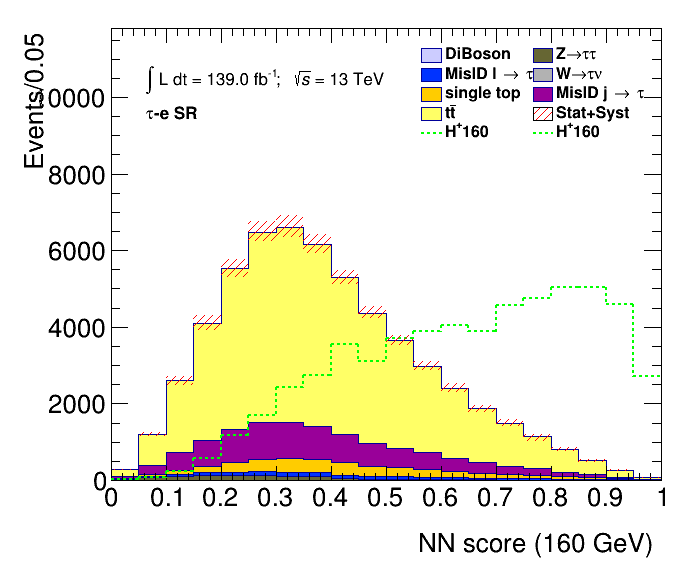 Events/0.05
10000
8000
6000
4000
2000
0
∫ L dt = 139.0 fb⁻¹; √s = 13 TeV
τ-e SR
DiBoson
Z→ττ
MisID l → τ
W→τν
single top
MisID j → τ
tt̄
Stat+Syst
H⁺160
H⁺160
0 0.1 0.2 0.3 0.4 0.5 0.6 0.7 0.8 0.9 1
NN score (160 GeV)